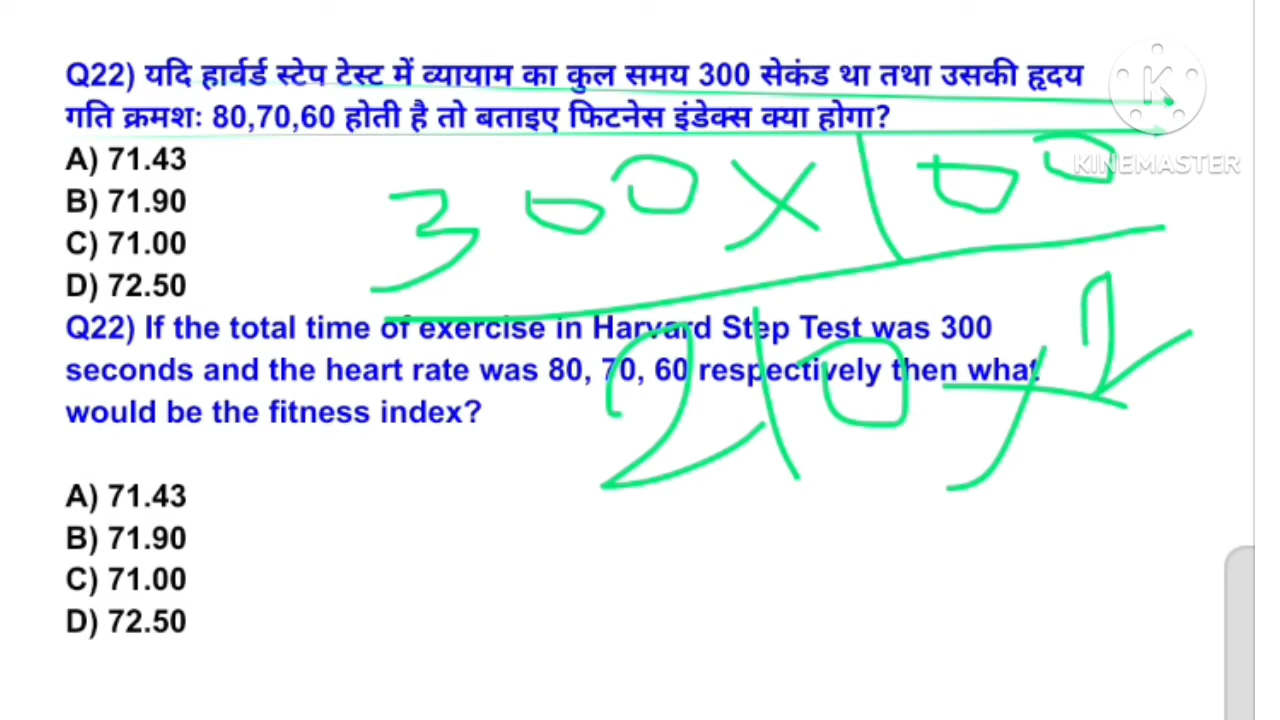 Q22) यदि हार्वर्ड स्टेप टेस्ट में व्यायाम का कुल समय 300 सेकंड था तथा उसकी हृदय
गति क्रमशः 80,70,60 होती है तो बताइए फिटनेस इंडेक्स क्या होगा?
K
KINEMASTER
A) 71.43
B) 71.90
C) 71.00
D) 72.50
300 × 100
210 × 2
Q22) If the total time of exercise in Harvard Step Test was 300
seconds and the heart rate was 80, 70, 60 respectively then what
would be the fitness index?
A) 71.43
B) 71.90
C) 71.00
D) 72.50